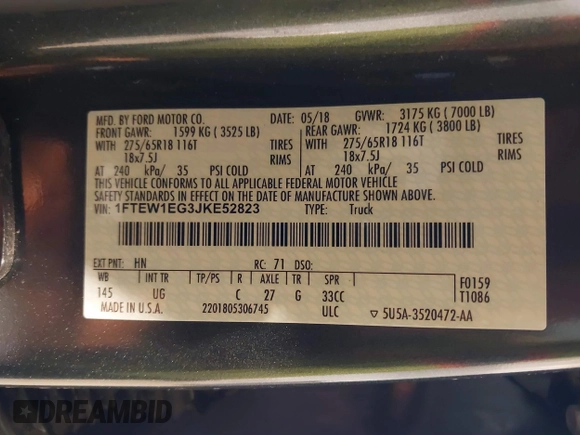 MFD. BY FORD MOTOR CO. DATE: 05/18 GVWR: 3175 KG ( 7000 LB)
FRONT GAWR: 1599 KG ( 3525 LB) REAR GAWR: 1724 KG ( 3800 LB)
WITH 275/65R18 116T TIRES WITH 275/65R18 116T TIRES
18x7.5J RIMS 18x7.5J RIMS
AT 240 kPa/ 35 PSI COLD AT 240 kPa/ 35 PSI COLD
THIS VEHICLE CONFORMS TO ALL APPLICABLE FEDERAL MOTOR VEHICLE
SAFETY STANDARDS IN EFFECT ON THE DATE OF MANUFACTURE SHOWN ABOVE.
VIN: 1FTEW1EG3JKE52823 TYPE: Truck
EXT PNT: HN RC: 71 DSO:
WB INT TR TP/PS R AXLE TR SPR F0159
145 UG C 27 G 33CC T1086
MADE IN U.S.A. 2201805306745 ULC ▽ 5U5A-3520472-AA
DREAMBID